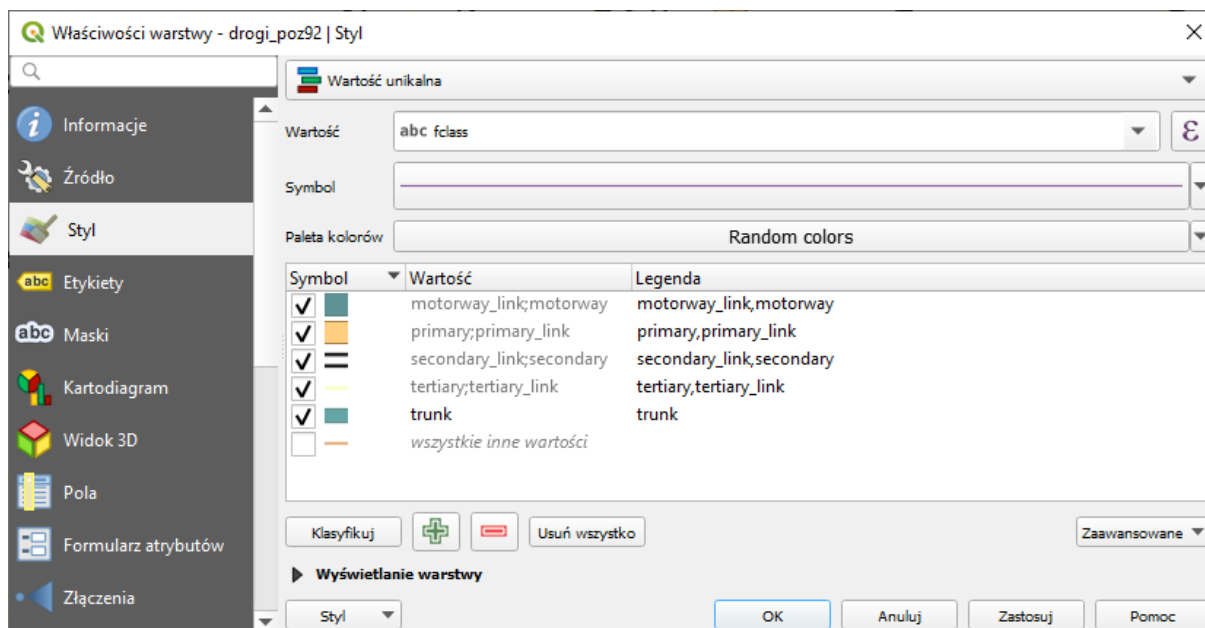 Właściwości warstwy - drogi_poz92 | Styl
Informacje
Źródło
Styl
abc Etykiety
abc Maski
Kartodiagram
Widok 3D
Pola
Formularz atrybutów
Złączenia
Wartość unikalna
Wartość abc fclass ε
Symbol
Paleta kolorów Random colors
Symbol Wartość Legenda
motorway_link;motorway motorway_link,motorway
primary;primary_link primary,primary_link
secondary_link;secondary secondary_link,secondary
tertiary;tertiary_link tertiary,tertiary_link
trunk trunk
wszystkie inne wartości
Klasyfikuj Usuń wszystko Zaawansowane
Wyświetlanie warstwy
Styl OK Anuluj Zastosuj Pomoc